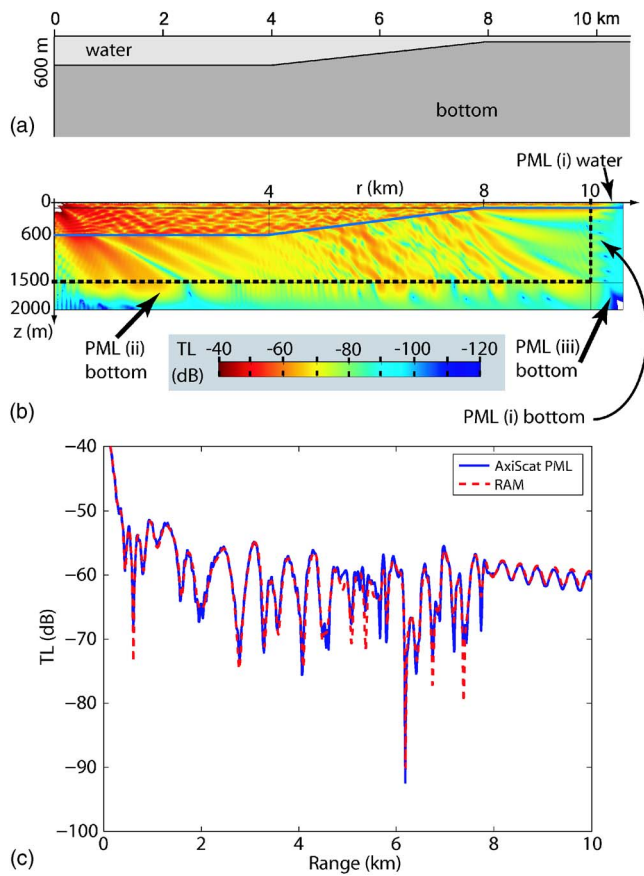 0 2 4 6 8 10 km
water
600 m
bottom
(a)
PML (i) water
r (km)
0 4 8 10
600
1500
2000
z (m)
PML (ii)
bottom
TL -40 -60 -80 -100 -120
(dB)
PML (iii)
bottom
PML (i) bottom
(b)
−40
−50
−60
−70
−80
−90
−100
TL (dB)
AxiScat PML
RAM
0 2 4 6 8 10
Range (km)
(c)